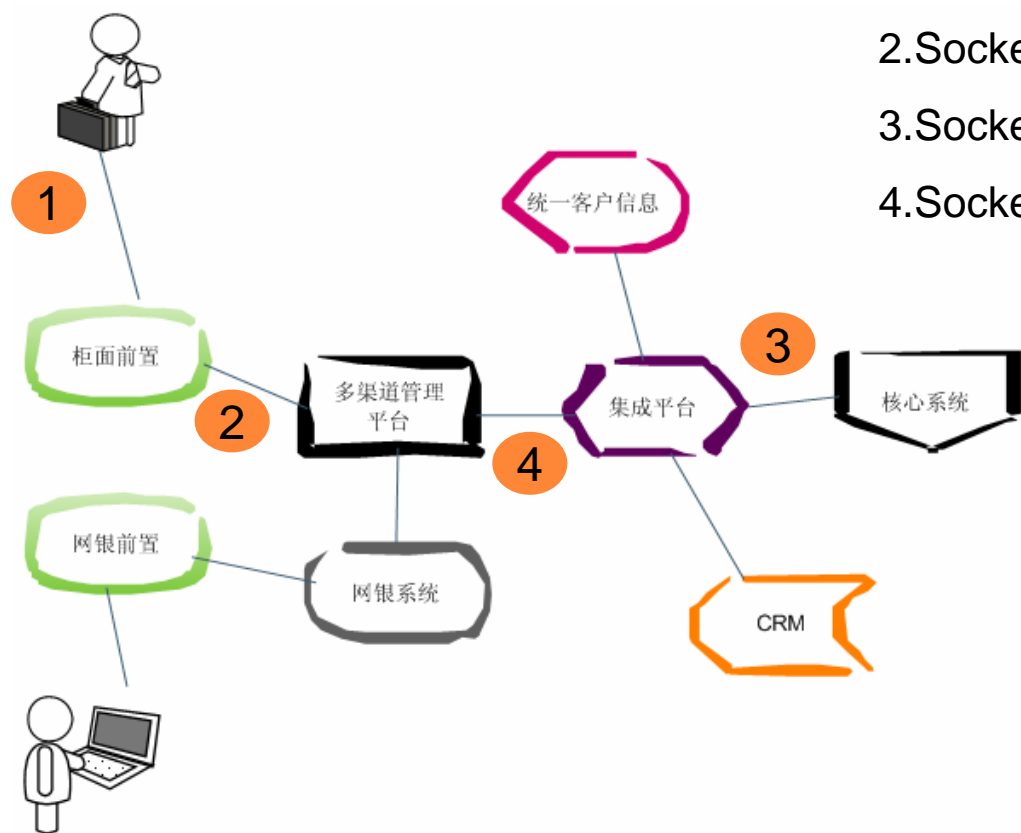 2.Socke
3.Socke
4.Socke
1
统一客户信息
柜面前置
2
多渠道管理
平台
4
集成平台
3
核心系统
网银前置
网银系统
CRM